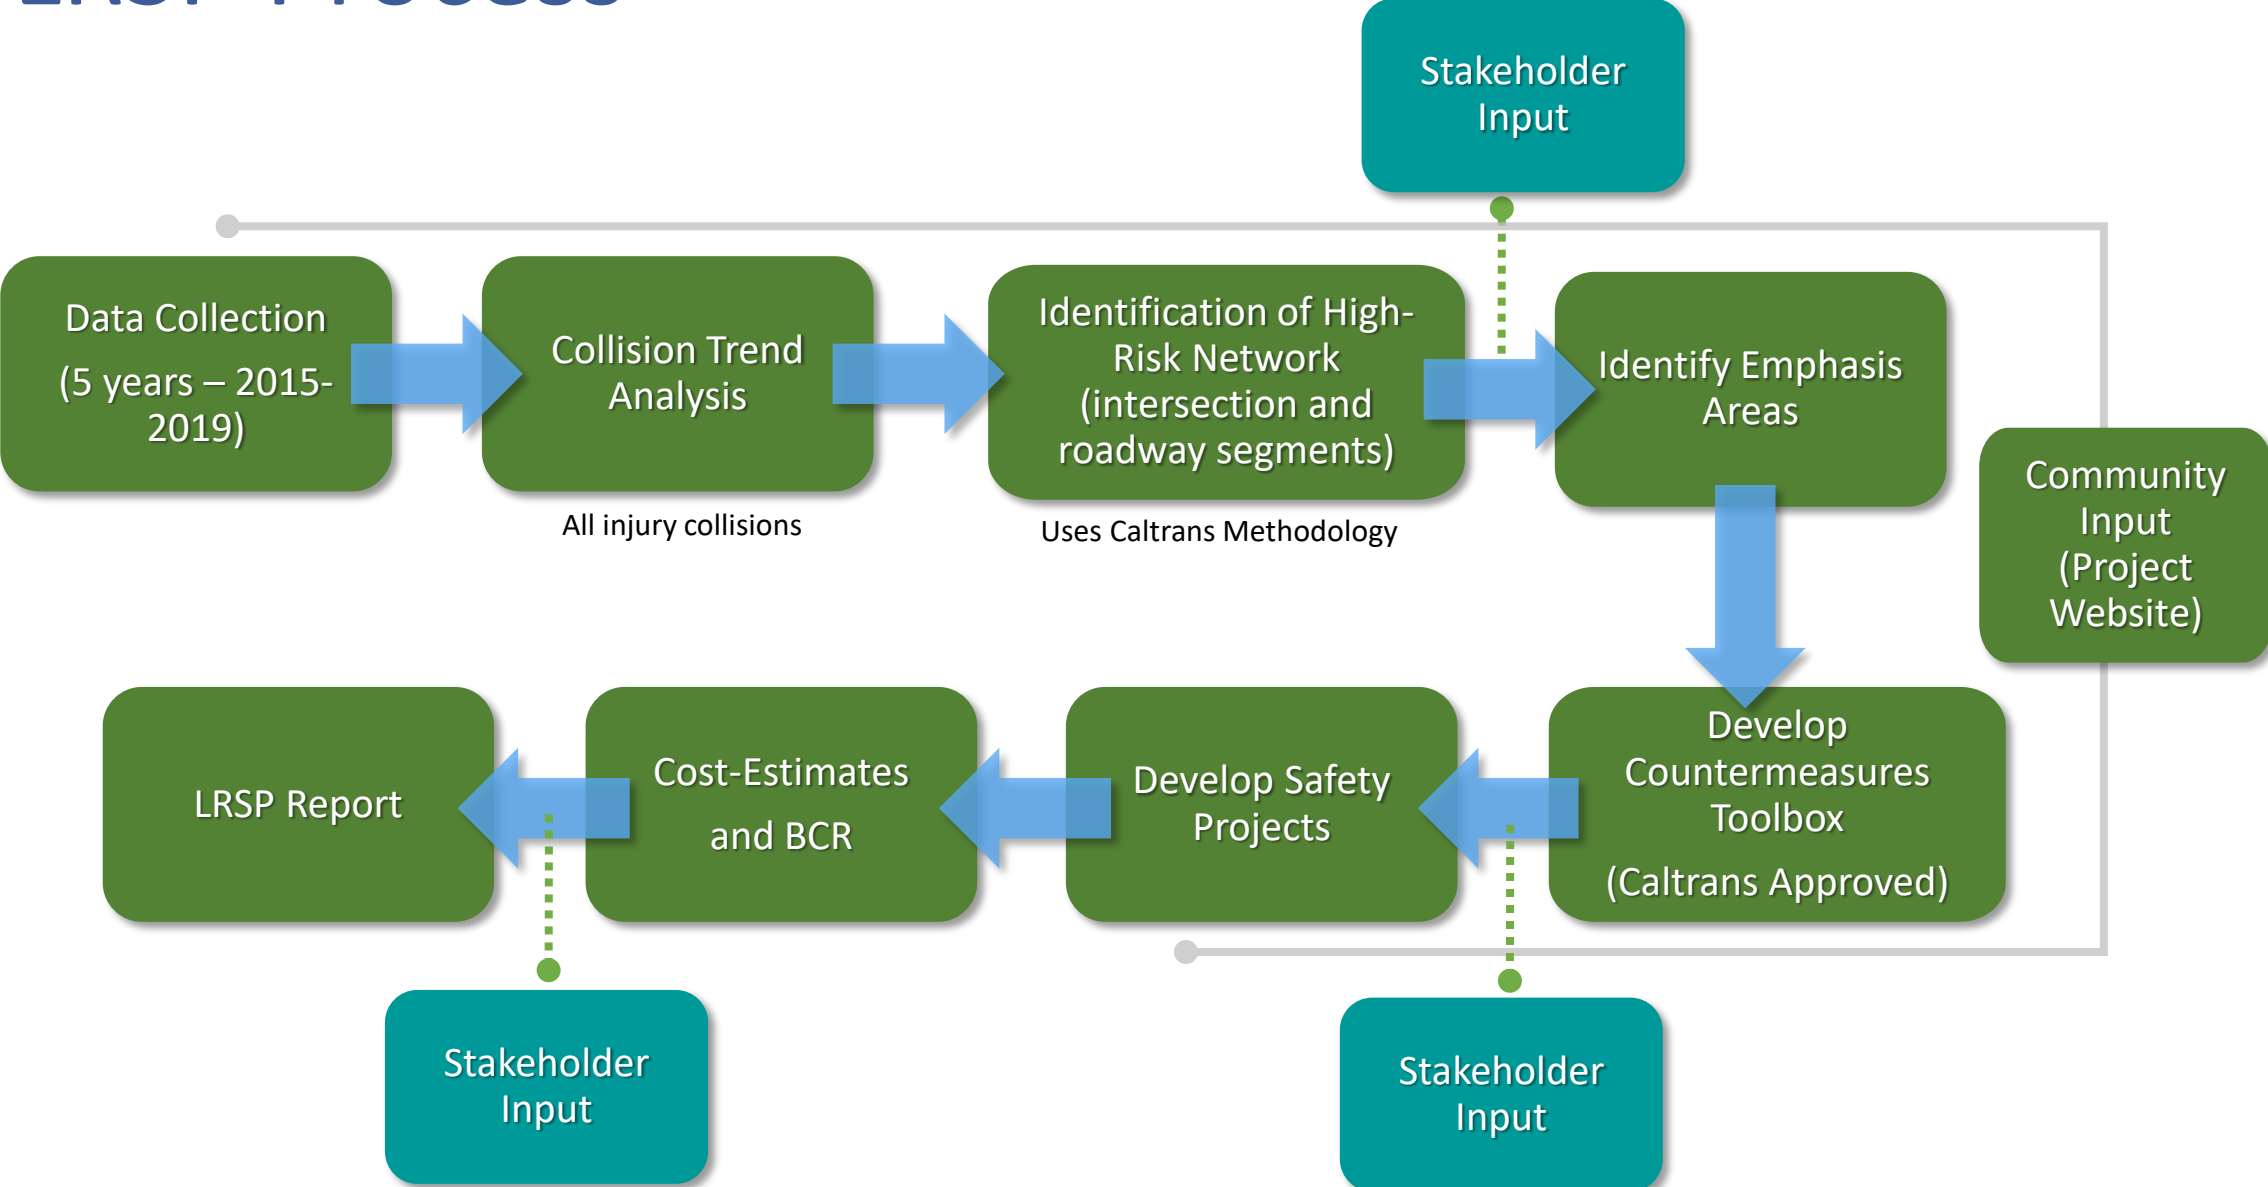 LRSP Process
Stakeholder
Input
Data Collection
(5 years – 2015-
2019)
Collision Trend
Analysis
Identification of High-
Risk Network
(intersection and
roadway segments)
Identify Emphasis
Areas
All injury collisions
Uses Caltrans Methodology
Community
Input
(Project
Website)
LRSP Report
Cost-Estimates
and BCR
Develop Safety
Projects
Develop
Countermeasures
Toolbox
(Caltrans Approved)
Stakeholder
Input
Stakeholder
Input